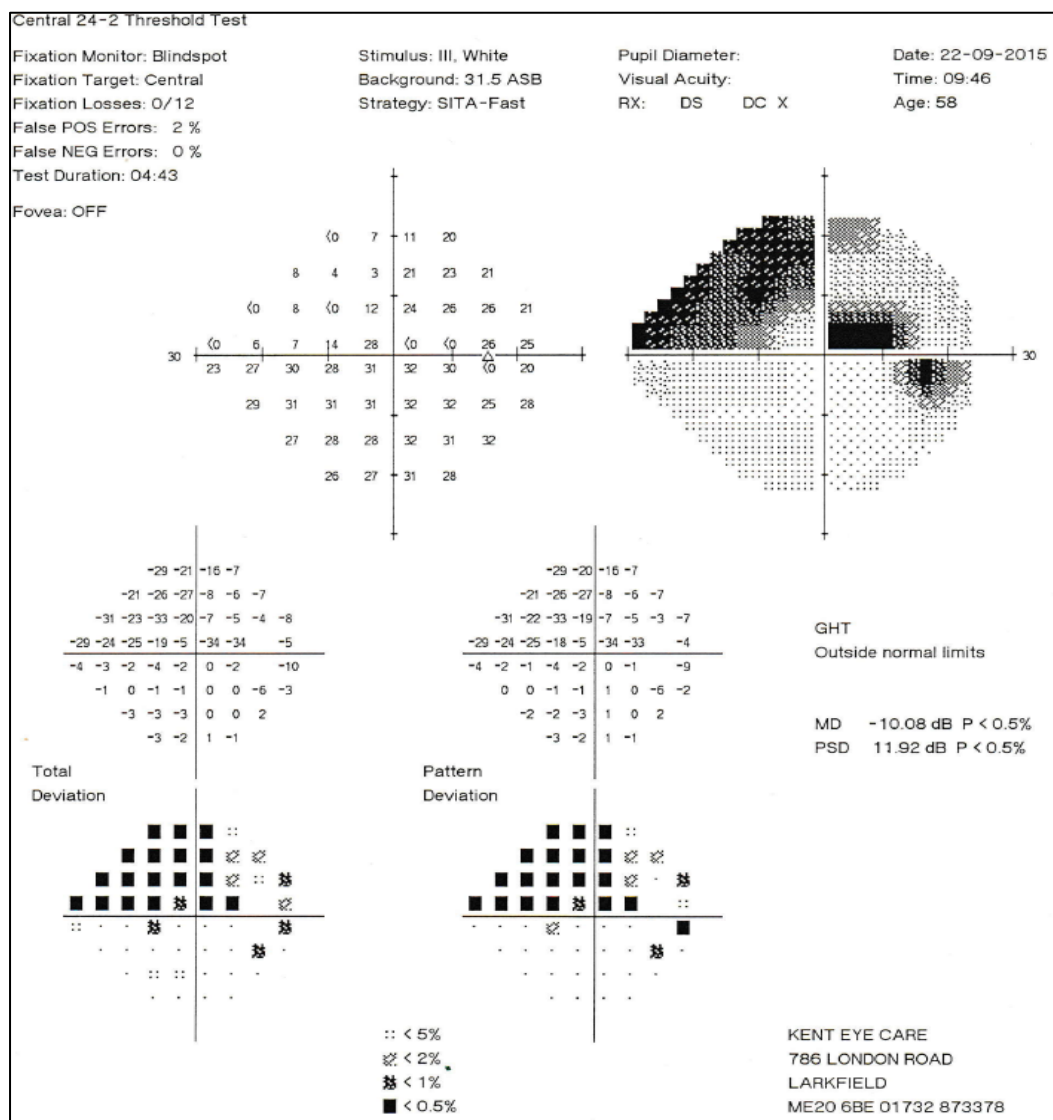 Central 24-2 Threshold Test
Fixation Monitor: Blindspot Stimulus: III, White Pupil Diameter: Date: 22-09-2015
Fixation Target: Central Background: 31.5 ASB Visual Acuity: Time: 09:46
Fixation Losses: 0/12 Strategy: SITA-Fast RX: DS DC X Age: 58
False POS Errors: 2 %
False NEG Errors: 0 %
Test Duration: 04:43
Fovea: OFF
<0 7 11 20
8 4 3 21 23 21
<0 8 <0 12 24 26 26 21
<0 6 7 14 28 <0 <0 26 25
30 30
23 27 30 28 31 32 30 <0 20
29 31 31 31 32 32 25 28
27 28 28 32 31 32
26 27 31 28
-29 -21 -16 -7 -29 -20 -16 -7
-21 -26 -27 -8 -6 -7 -21 -26 -27 -8 -6 -7
-31 -23 -33 -20 -7 -5 -4 -8 -31 -22 -33 -19 -7 -5 -3 -7
-29 -24 -25 -19 -5 -34 -34 -5 -29 -24 -25 -18 -5 -34 -33 -4
-4 -3 -2 -4 -2 0 -2 -10 -4 -2 -1 -4 -2 0 -1 -9
-1 0 -1 -1 0 0 -6 -3 0 0 -1 -1 1 0 -6 -2
-3 -3 -3 0 0 2 -2 -2 -3 1 0 2
-3 -2 1 -1 -3 -2 1 -1
GHT
Outside normal limits
MD -10.08 dB P < 0.5%
PSD 11.92 dB P < 0.5%
Total Deviation
Pattern Deviation
< 5%
< 2%
< 1%
< 0.5%
KENT EYE CARE
786 LONDON ROAD
LARKFIELD
ME20 6BE 01732 873378